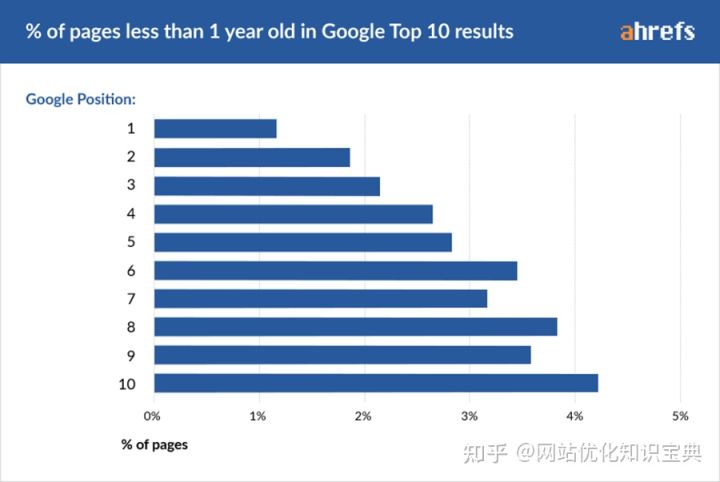 % of pages less than 1 year old in Google Top 10 results
ahrefs
Google Position:
1
2
3
4
5
6
7
8
9
10
0% 1% 2% 3% 4% 5%
% of pages
知乎 @网站优化知识宝典